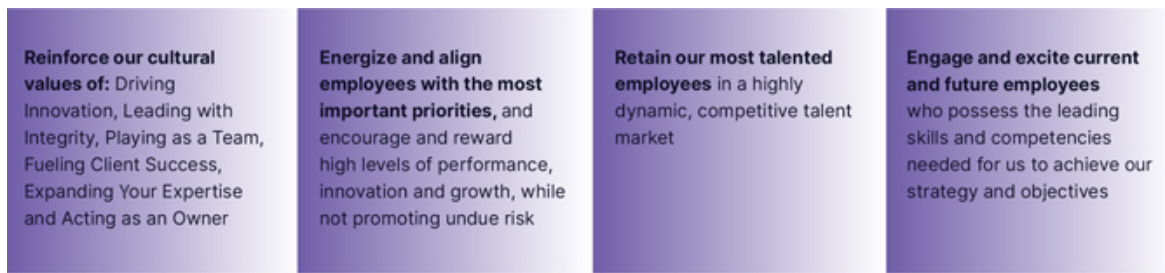 Reinforce our cultural
values of: Driving
Innovation, Leading with
Integrity, Playing as a Team,
Fueling Client Success,
Expanding Your Expertise
and Acting as an Owner
Energize and align
employees with the most
important priorities, and
encourage and reward
high levels of performance,
innovation and growth, while
not promoting undue risk
Retain our most talented
employees in a highly
dynamic, competitive talent
market
Engage and excite current
and future employees
who possess the leading
skills and competencies
needed for us to achieve our
strategy and objectives